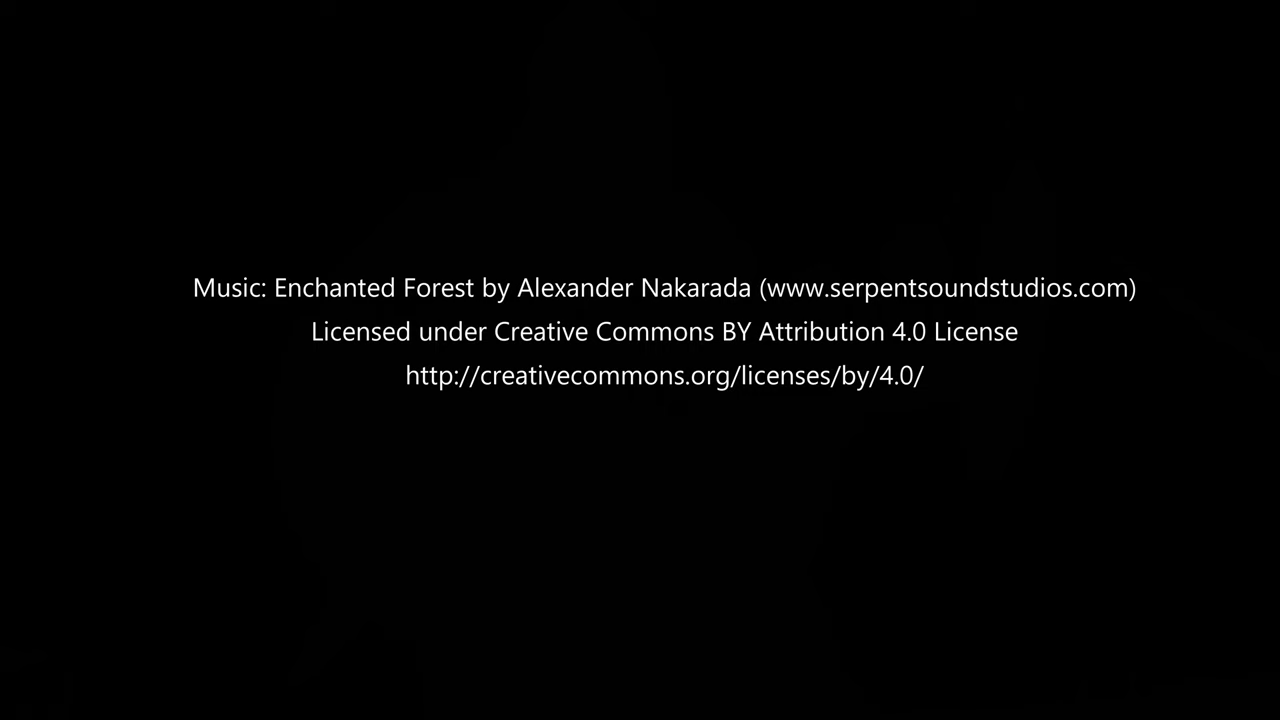 Music: Enchanted Forest by Alexander Nakarada (www.serpentsoundstudios.com)
Licensed under Creative Commons BY Attribution 4.0 License
http://creativecommons.org/licenses/by/4.0/